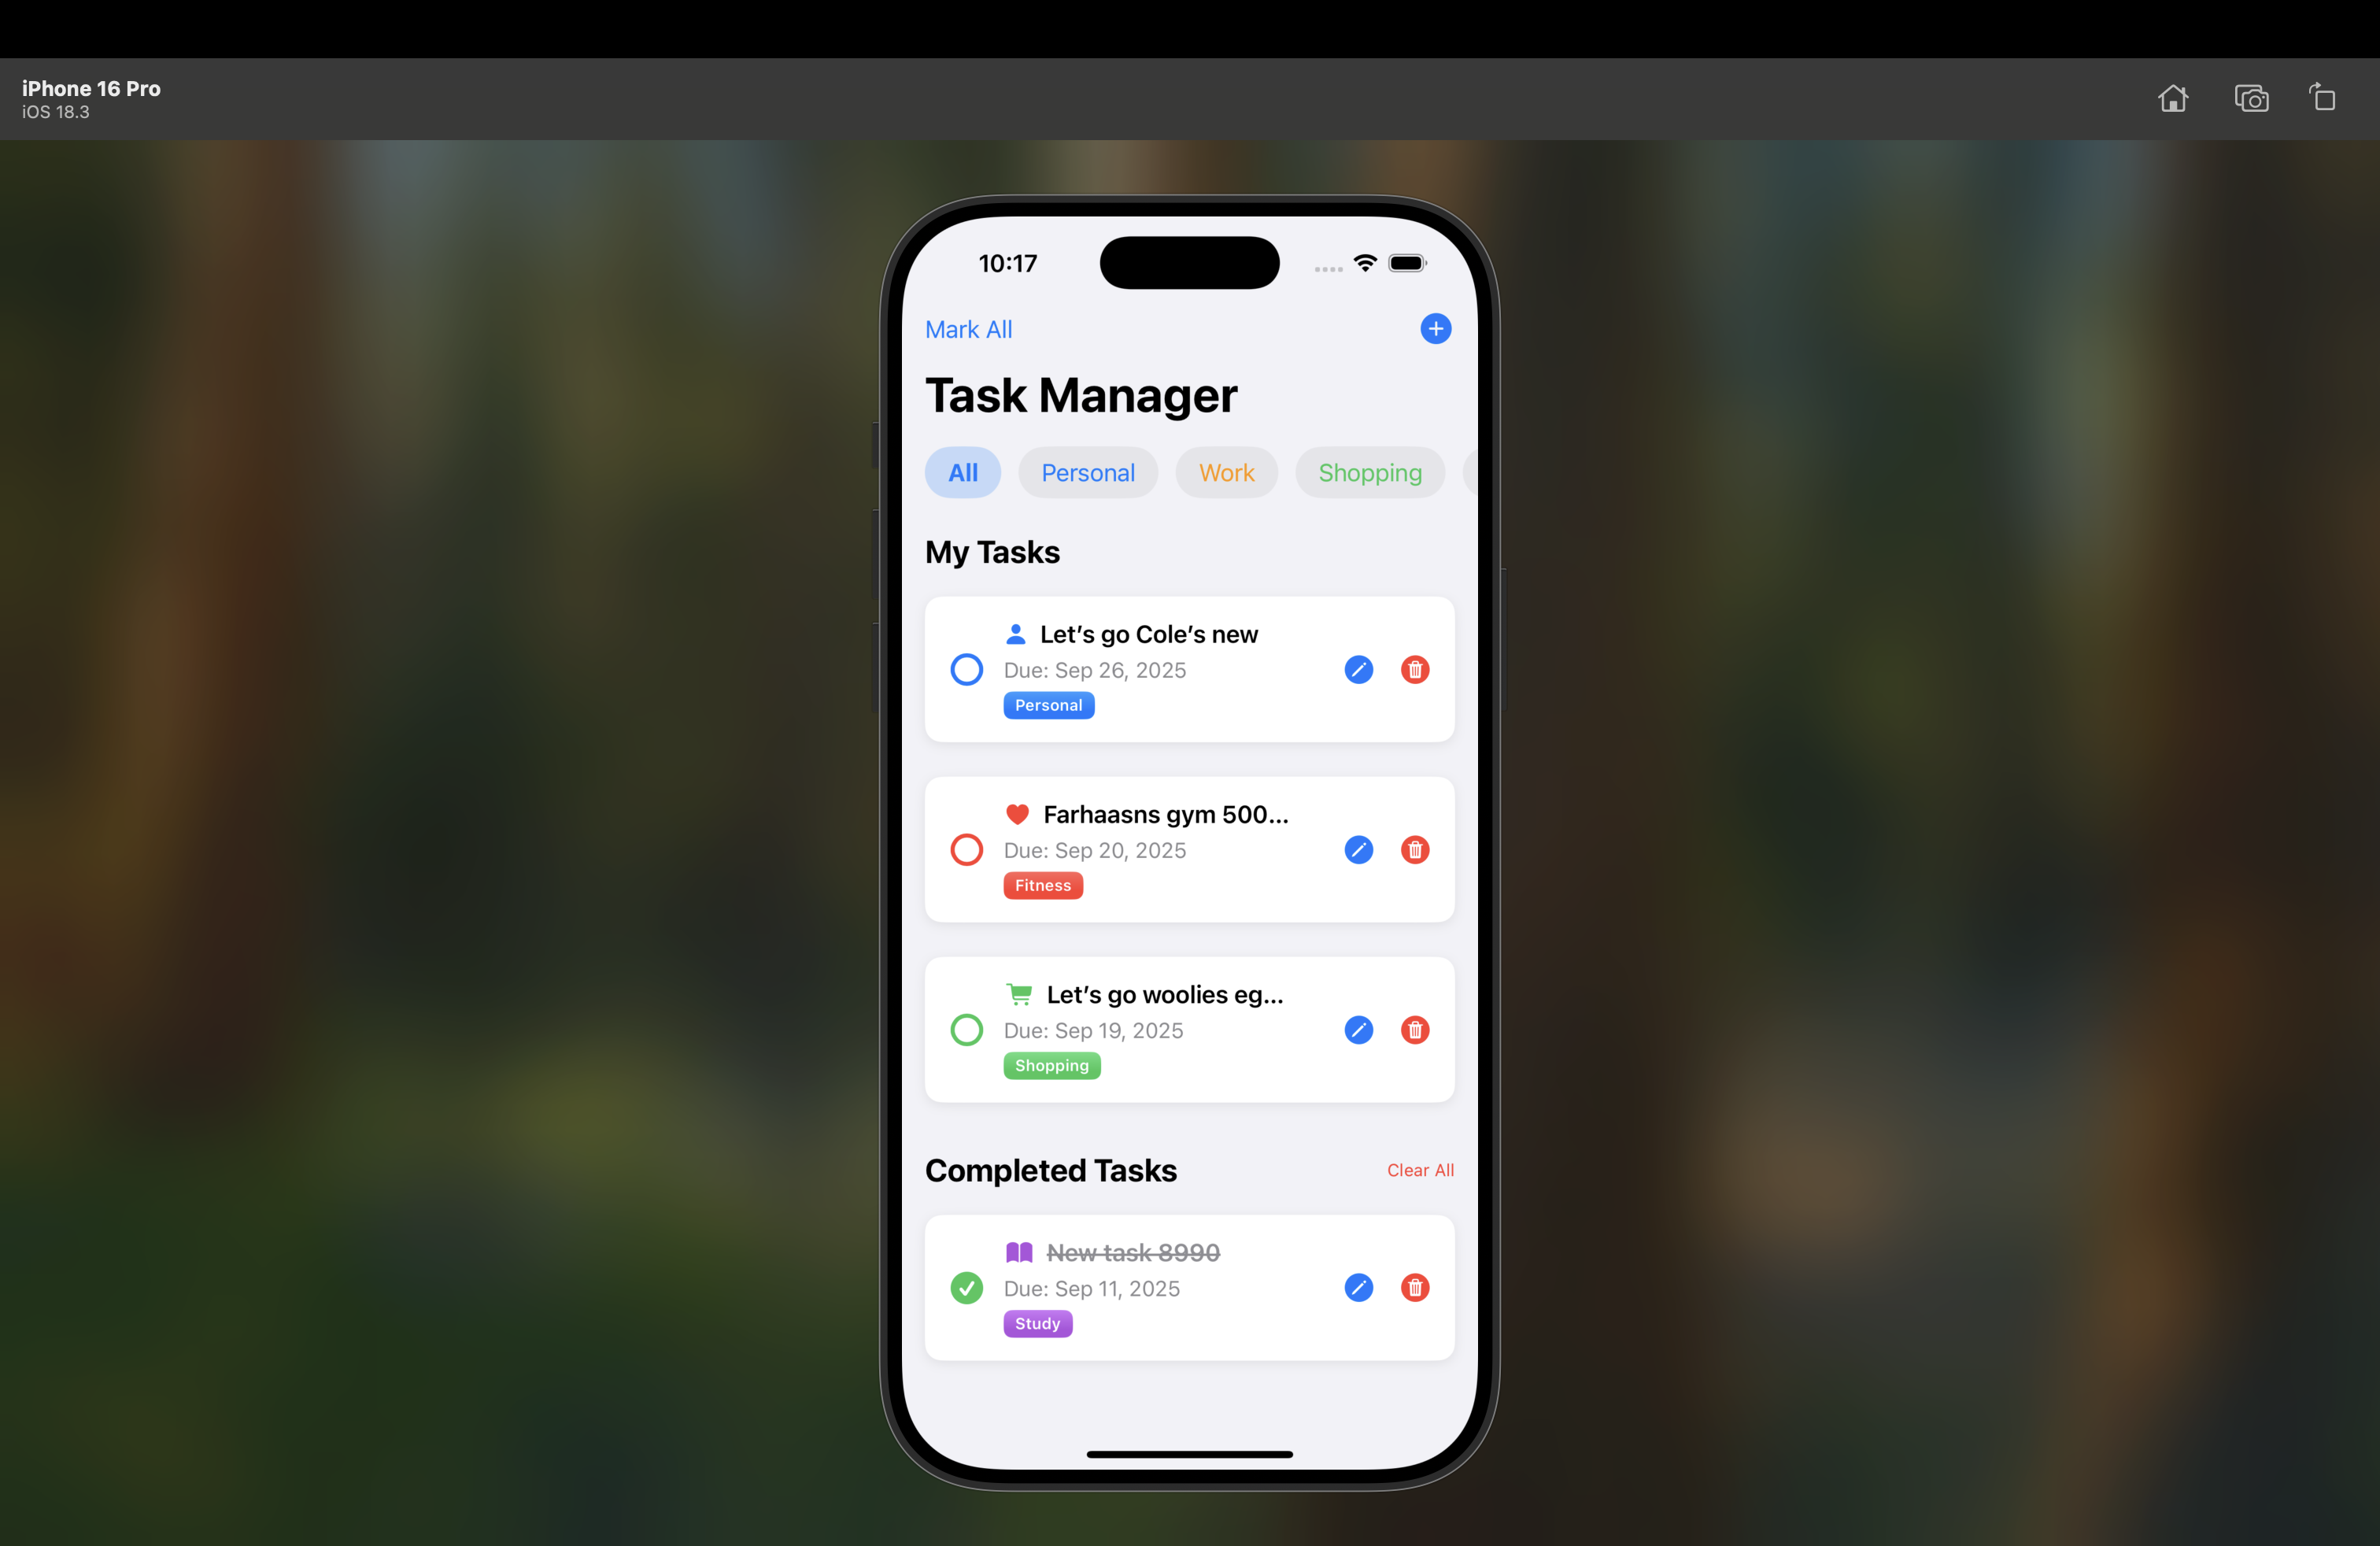 iPhone 16 Pro
iOS 18.3
10:17
Mark All
Task Manager
All Personal Work Shopping
My Tasks
Let’s go Cole’s new
Due: Sep 26, 2025
Personal
Farhaasns gym 500...
Due: Sep 20, 2025
Fitness
Let’s go woolies eg...
Due: Sep 19, 2025
Shopping
Completed Tasks Clear All
New task 8990
Due: Sep 11, 2025
Study